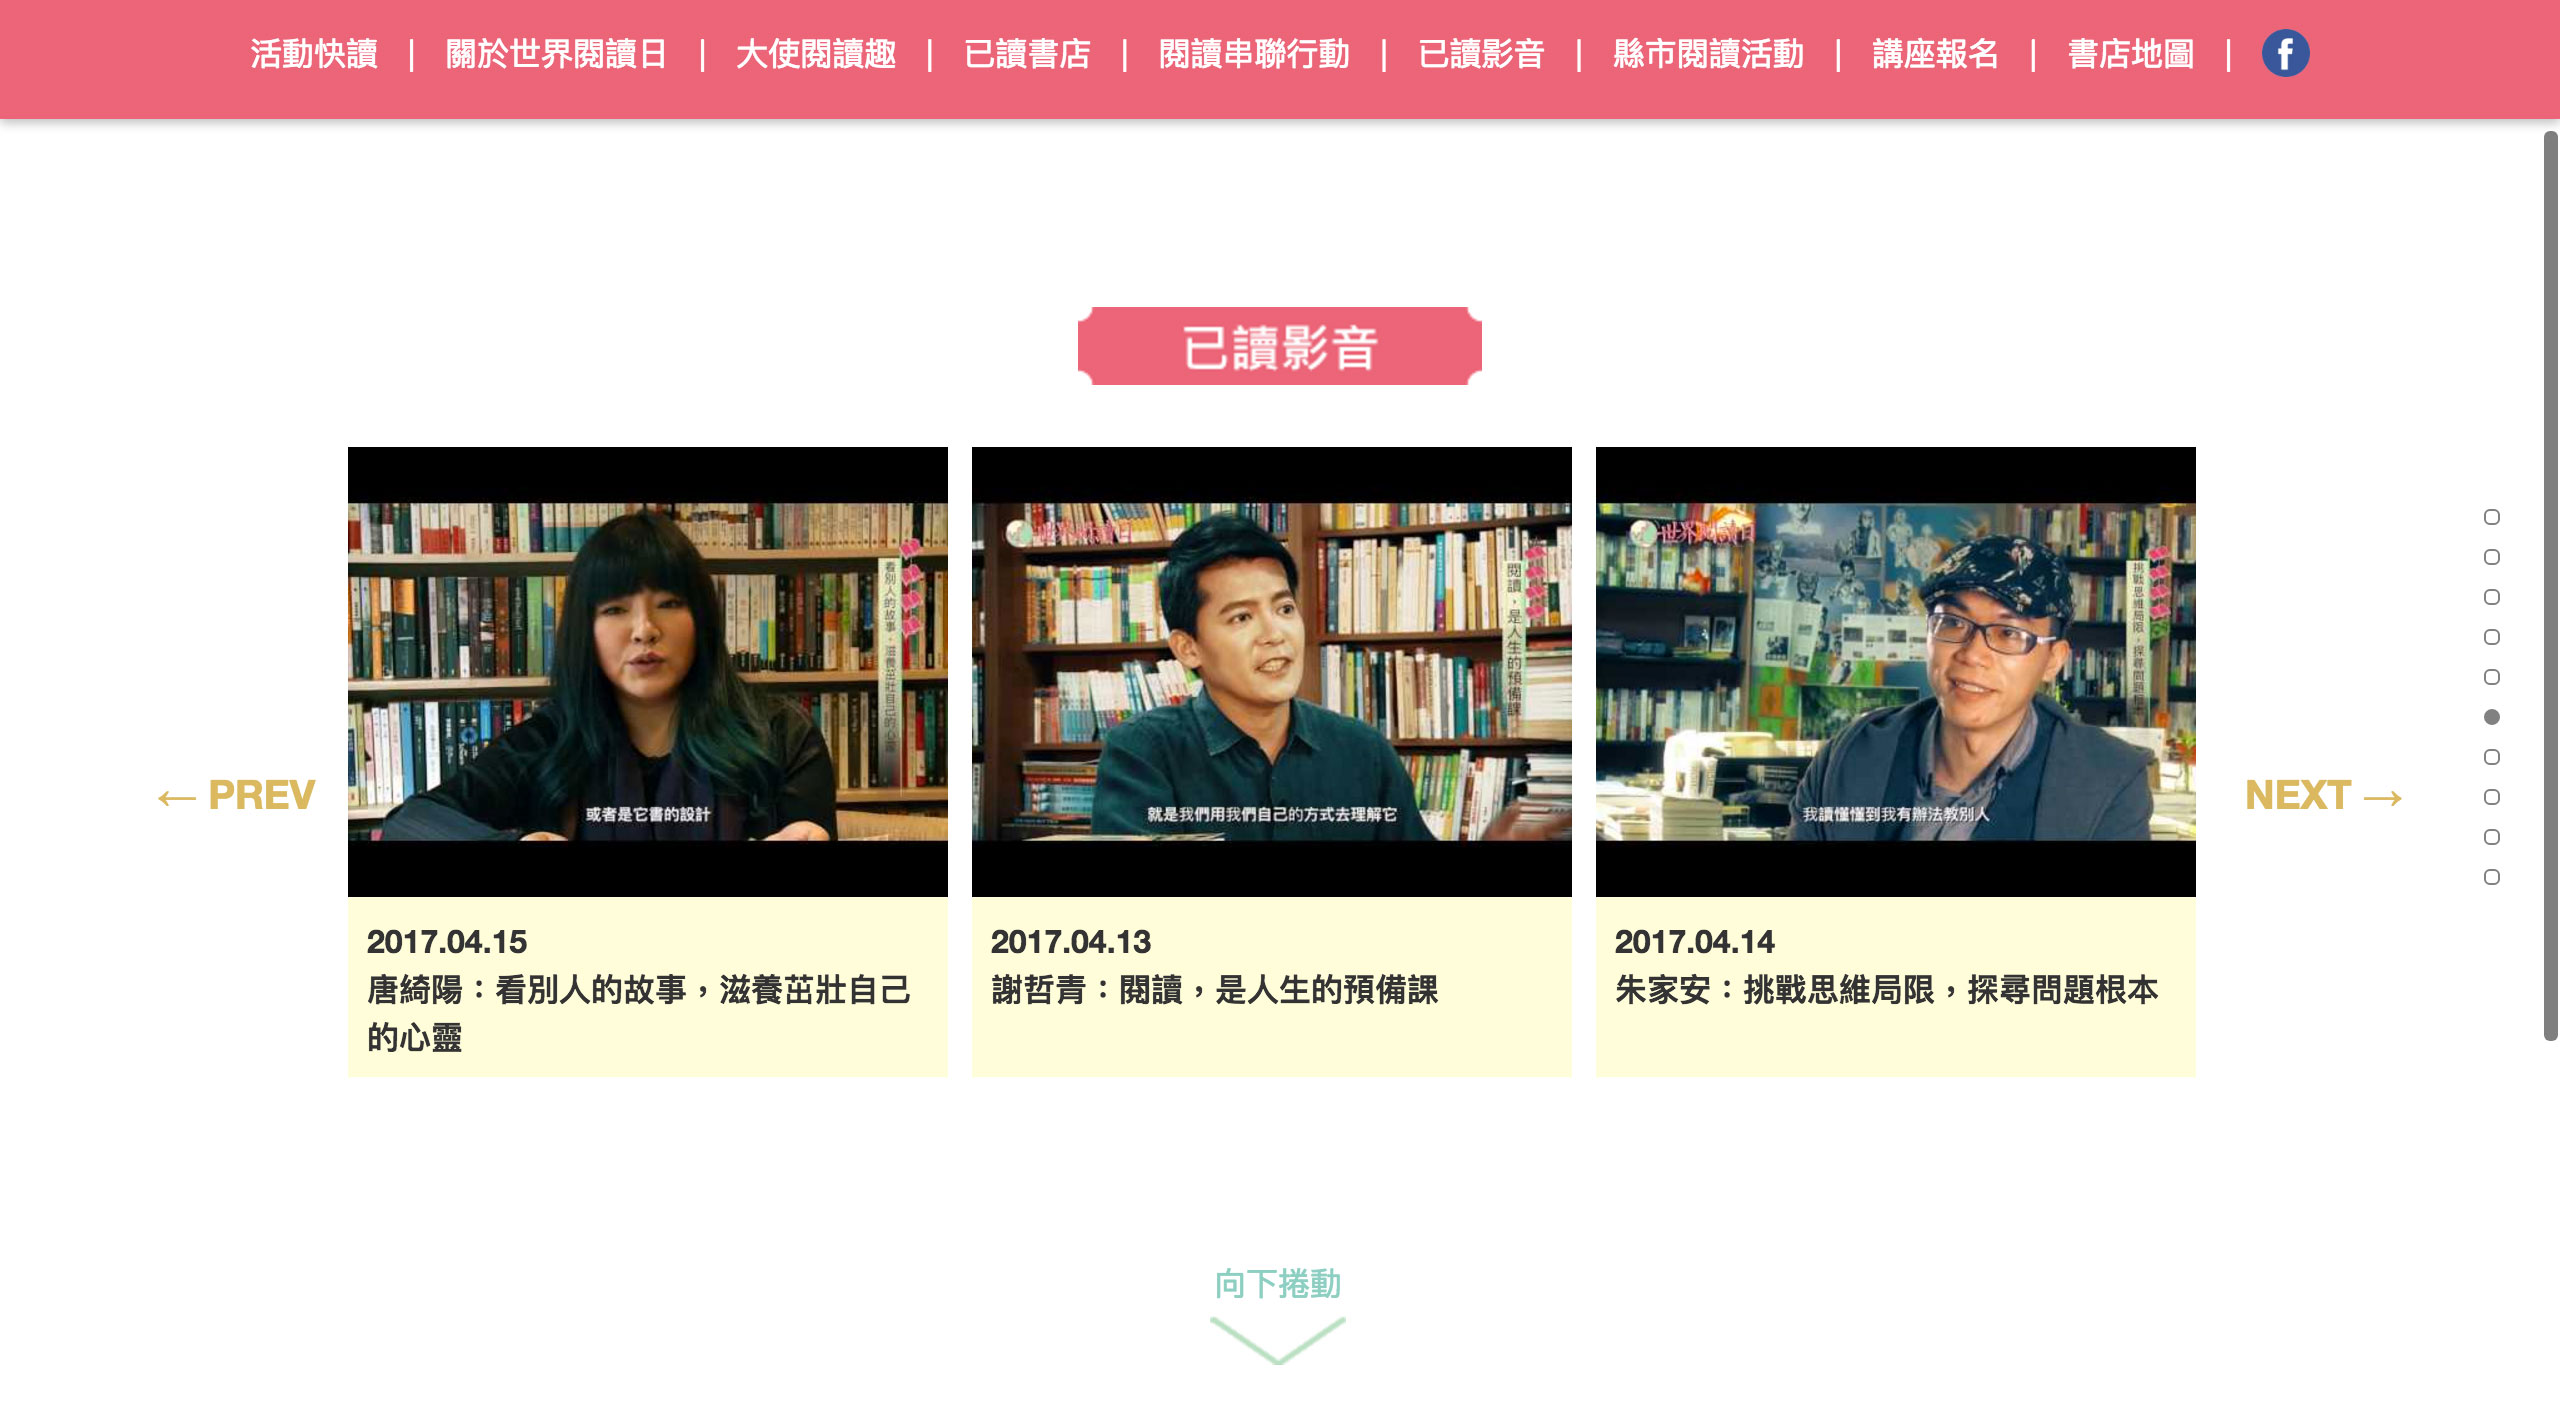 活動快讀 | 關於世界閱讀日 | 大使閱讀趣 | 已讀書店 | 閱讀串聯行動 | 已讀影音 | 縣市閱讀活動 | 講座報名 | 書店地圖 | f
已讀影音
看別人的故事，滋養茁壯自己的心靈
或者是它書的設計
世界閱讀日
閱讀，是人生的預備課
就是我們用我們自己的方式去理解它
世界閱讀日
挑戰思維局限，探尋問題根本
我讀懂懂到我有辦法教別人
← PREV
NEXT →
2017.04.15
唐綺陽：看別人的故事，滋養茁壯自己
的心靈
2017.04.13
謝哲青：閱讀，是人生的預備課
2017.04.14
朱家安：挑戰思維局限，探尋問題根本
向下捲動